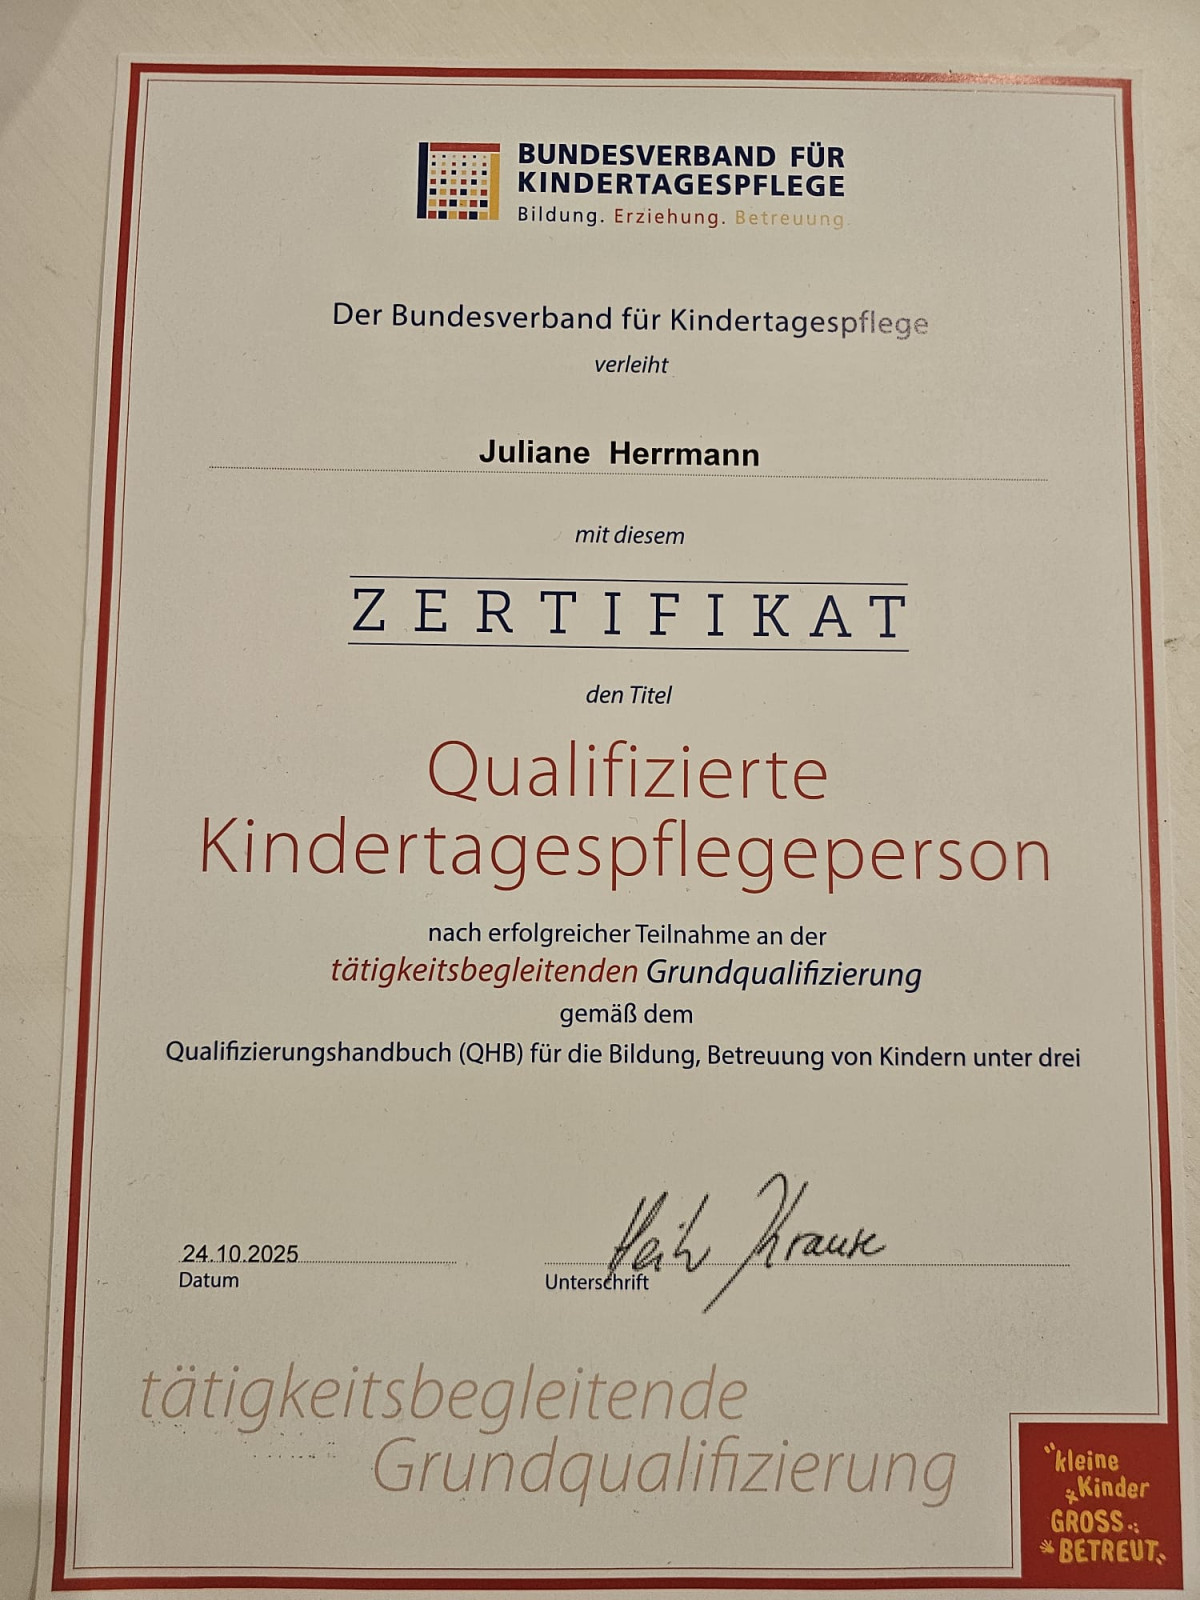 BUNDESVERBAND FÜR
KINDERTAGESPFLEGE
Bildung. Erziehung. Betreuung.
Der Bundesverband für Kindertagespflege
verleiht
Juliane Herrmann
mit diesem
ZERTIFIKAT
den Titel
Qualifizierte
Kindertagespflegeperson
nach erfolgreicher Teilnahme an der
tätigkeitsbegleitenden Grundqualifizierung
gemäß dem
Qualifizierungshandbuch (QHB) für die Bildung, Betreuung von Kindern unter drei
24.10.2025
Datum
Krause
Unterschrift
tätigkeitsbegleitende
Grundqualifizierung
kleine
Kinder
GROSS
BETREUT